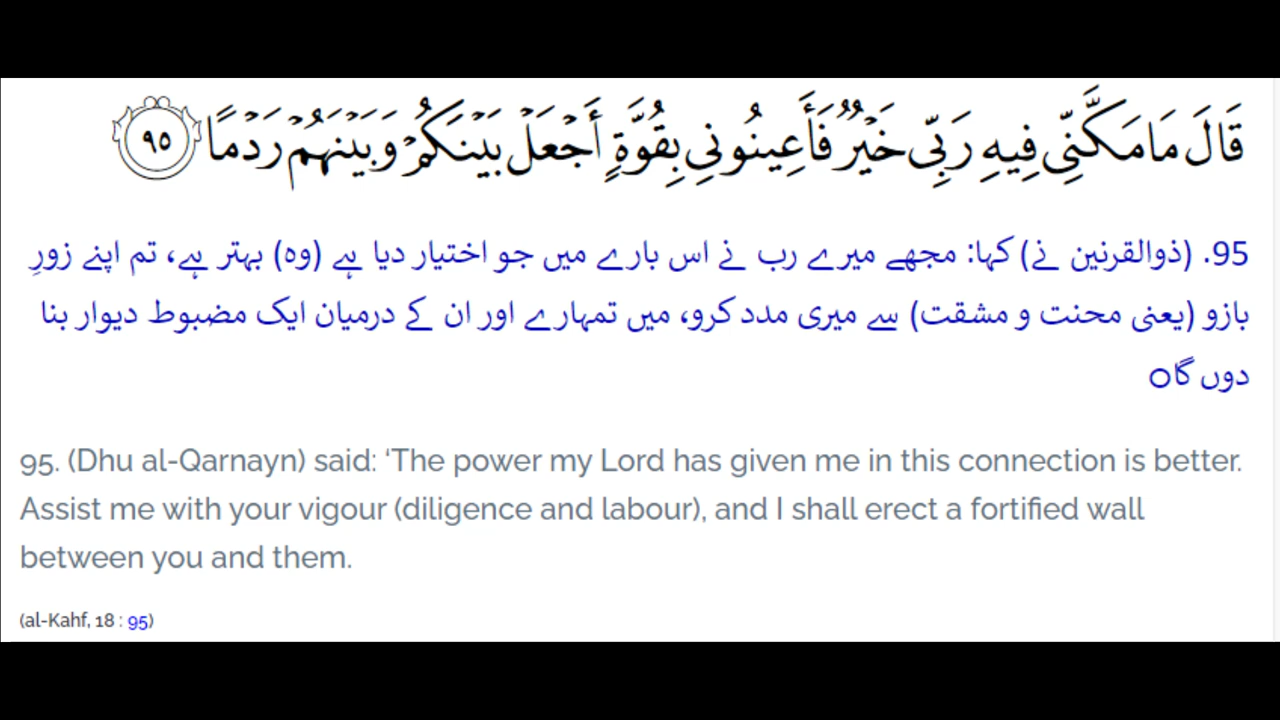 قَالَ مَا مَكَّنِّى فِيهِ رَبِّى خَيْرٌ فَأَعِينُونِى بِقُوَّةٍ أَجْعَلْ بَيْنَكُمْ وَبَيْنَهُمْ رَدْمًا ٩٥
95. (ذوالقرنین نے) کہا: مجھے میرے رب نے اس بارے میں جو اختیار دیا ہے (وہ) بہتر ہے، تم اپنے زورِ
بازو (یعنی محنت و مشقت) سے میری مدد کرو، میں تمہارے اور ان کے درمیان ایک مضبوط دیوار بنا
دوں گاo
95. (Dhu al-Qarnayn) said: ‘The power my Lord has given me in this connection is better.
Assist me with your vigour (diligence and labour), and I shall erect a fortified wall
between you and them.
(al-Kahf, 18 : 95)